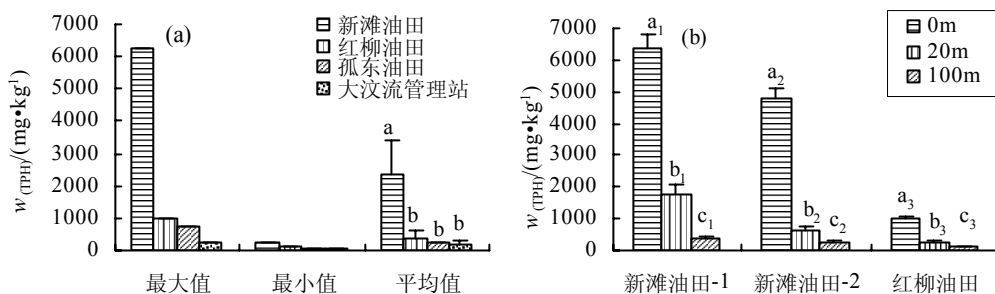 (a)
w(TPH)/(mg•kg-1)
7000
6000
5000
4000
3000
2000
1000
0
新滩油田
红柳油田
孤东油田
大汶流管理站
a
b
b
b
最大值 最小值 平均值
(b)
w(TPH)/(mg•kg1)
7000
6000
5000
4000
3000
2000
1000
0
0m
20m
100m
a1
b1
c1
a2
b2
c2
a3
b3
c3
新滩油田-1 新滩油田-2 红柳油田